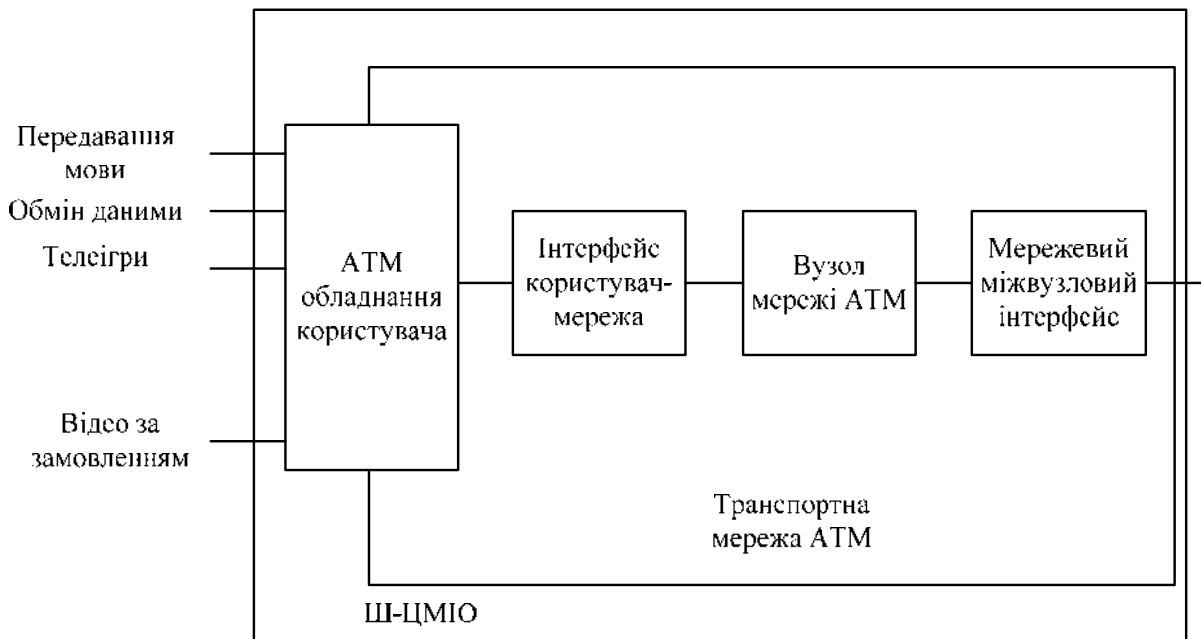 Передавання
мови
Обмін даними
Телеігри
Відео за
замовленням
АТМ
обладнання
користувача
Інтерфейс
користувач-
мережа
Вузол
мережі АТМ
Мережевий
міжвузловий
інтерфейс
Транспортна
мережа АТМ
Ш-ЦМІО